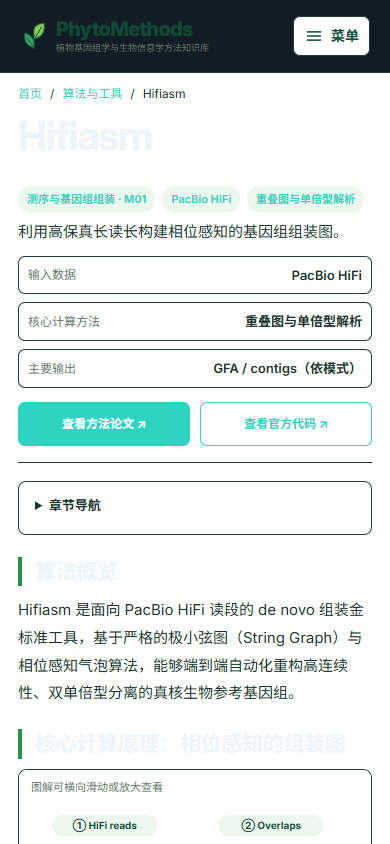 PhytoMethods
植物基因组学与生物信息学方法知识库
菜单
首页 / 算法与工具 / Hifiasm
Hifiasm
测序与基因组组装 · M01
PacBio HiFi
重叠图与单倍型解析
利用高保真长读长构建相位感知的基因组组装图。
输入数据 PacBio HiFi
核心计算方法 重叠图与单倍型解析
主要输出 GFA / contigs（依模式）
查看方法论文 ↗
查看官方代码 ↗
▶ 章节导航
算法概览
Hifiasm 是面向 PacBio HiFi 读段的 de novo 组装金
标准工具，基于严格的极小弦图（String Graph）与
相位感知气泡算法，能够端到端自动化重构高连续
性、双单倍型分离的真核生物参考基因组。
核心计算原理：相位感知的组装图
图解可横向滑动或放大查看
① HiFi reads
② Overlaps